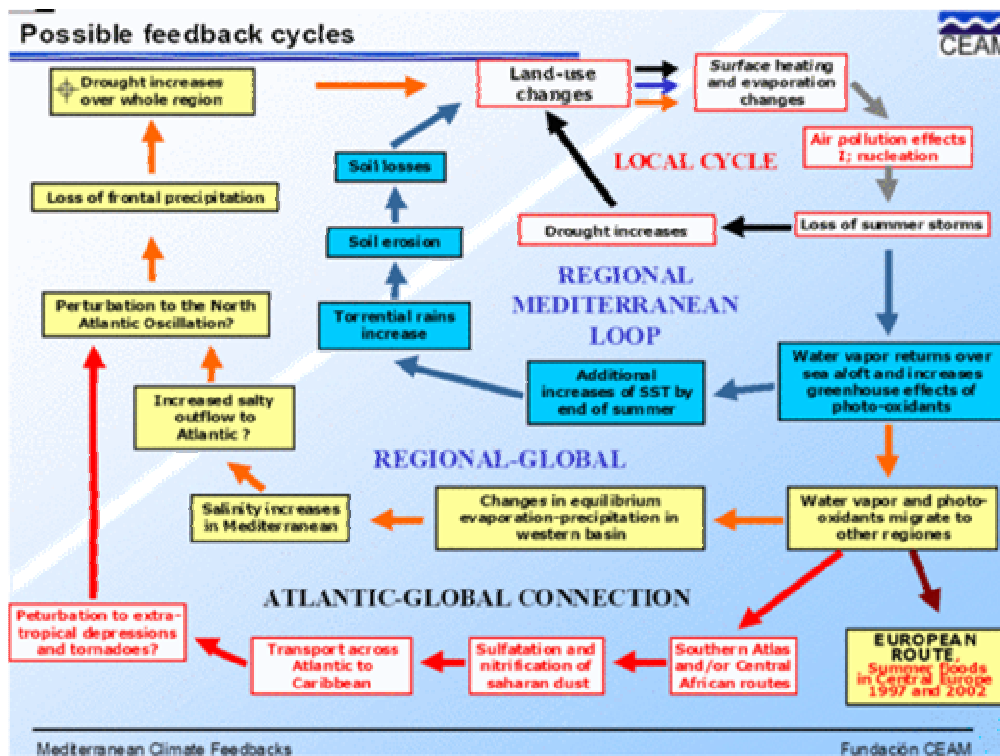 Possible feedback cycles
CEAM
Drought increases
over whole region
Land-use
changes
Surface heating
and evaporation
changes
Air pollution effects
I; nucleation
LOCAL CYCLE
Soil losses
Loss of frontal precipitation
Soil erosion
Drought increases
Loss of summer storms
REGIONAL
MEDITERRANEAN
LOOP
Perturbation to the North
Atlantic Oscillation?
Torrential rains
increase
Water vapor returns over
sea aloft and increases
greenhouse effects of
photo-oxidants
Additional
increases of SST by
end of summer
Increased salty
outflow to
Atlantic ?
REGIONAL-GLOBAL
Salinity increases
in Mediterranean
Changes in equilibrium
evaporation-precipitation in
western basin
Water vapor and photo-
oxidants migrate to
other regiones
ATLANTIC-GLOBAL CONNECTION
Peturbation to extra-
tropical depressions
and tornadoes?
Transport across
Atlantic to
Caribbean
Sulfatation and
nitrification of
saharan dust
Southern Atlas
and/or Central
African routes
EUROPEAN
ROUTE,
Summer floods
in Central Europe
1997 and 2002
Mediterranean Climate Feedbacks
Fundación CEAM